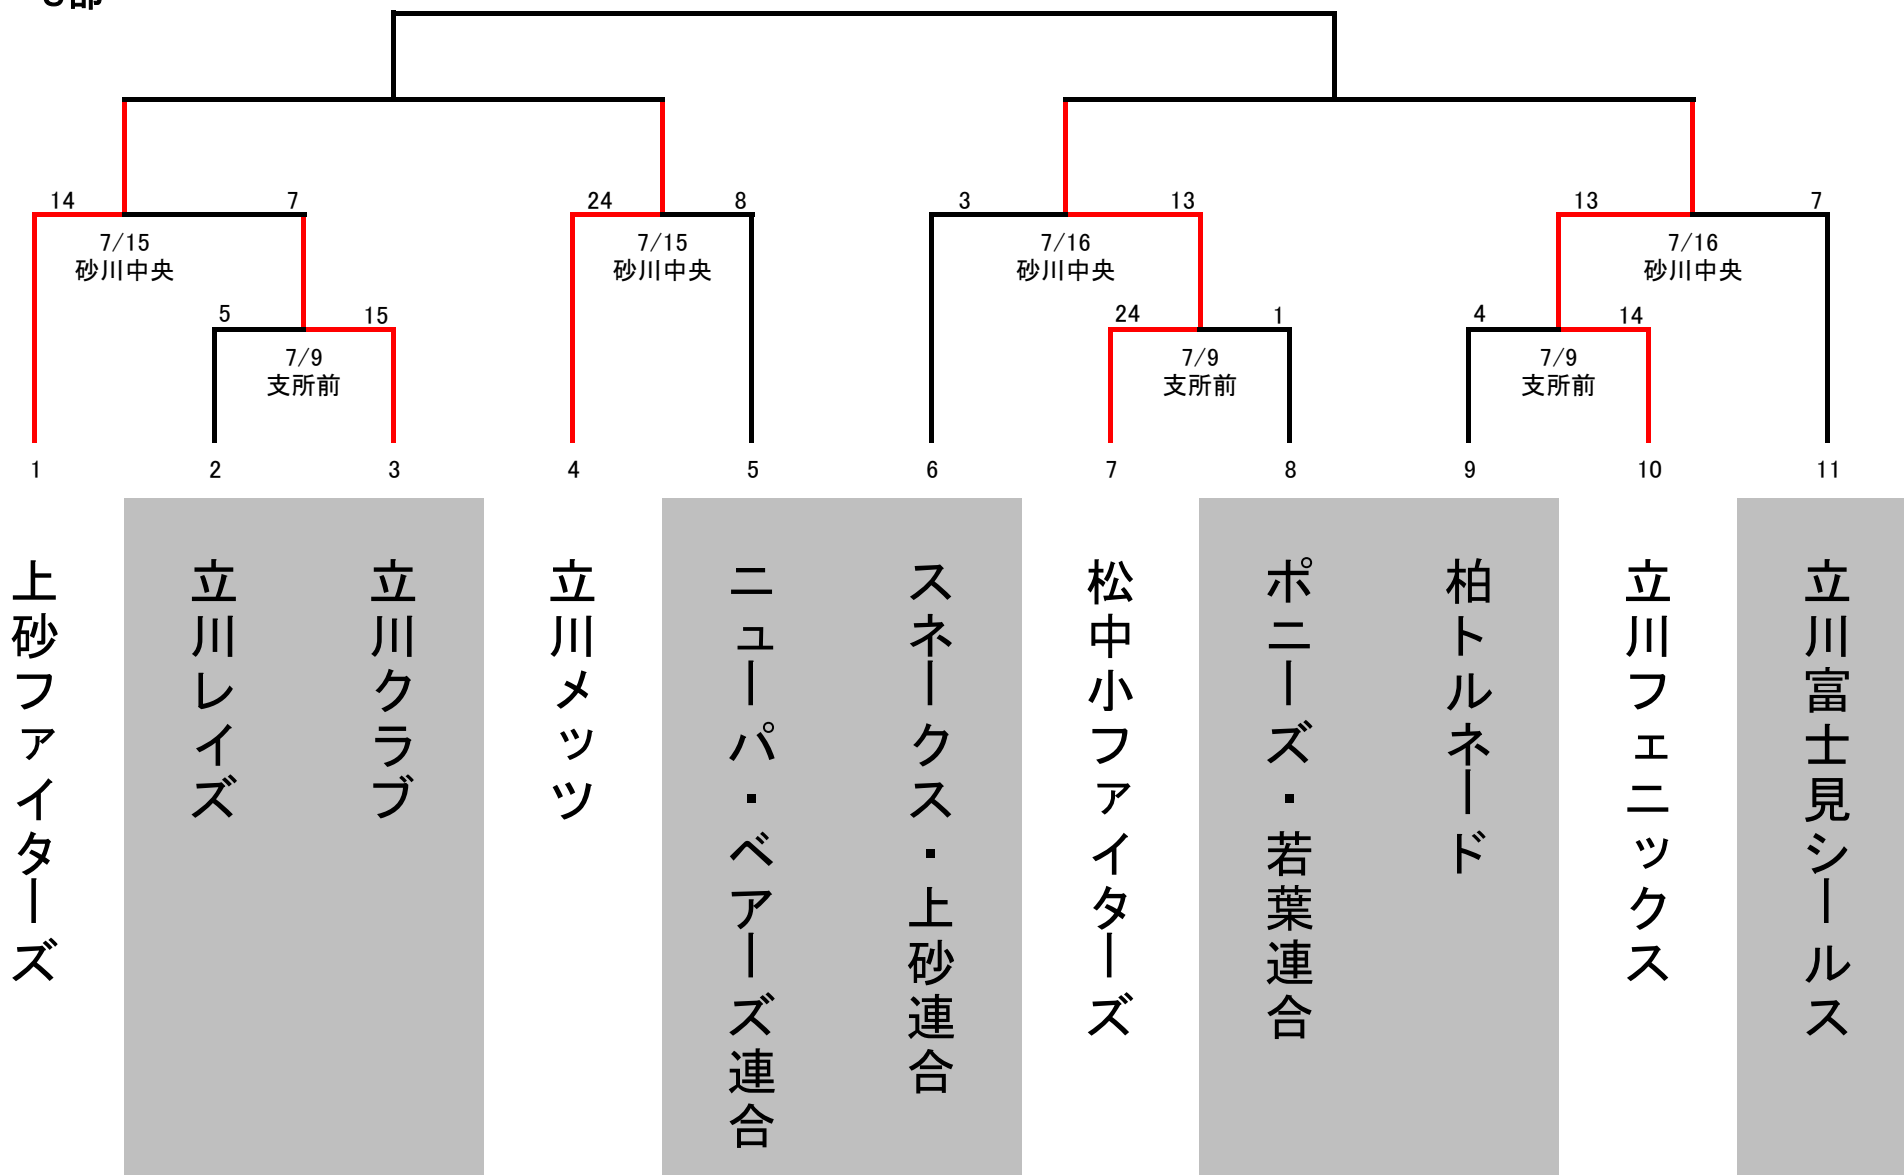 部
14
7
24
8
3
13
13
7
7/15
砂川中央
7/15
砂川中央
7/16
砂川中央
7/16
砂川中央
5
15
24
1
4
14
7/9
支所前
7/9
支所前
7/9
支所前
1
2
3
4
5
6
7
8
9
10
11
上砂ファイターズ
立川レイズ
立川クラブ
立川メッツ
ニューパ・ベアーズ連合
スネークス・上砂連合
松中小ファイターズ
ポニーズ・若葉連合
柏トルネード
立川フェニックス
立川富士見シールス